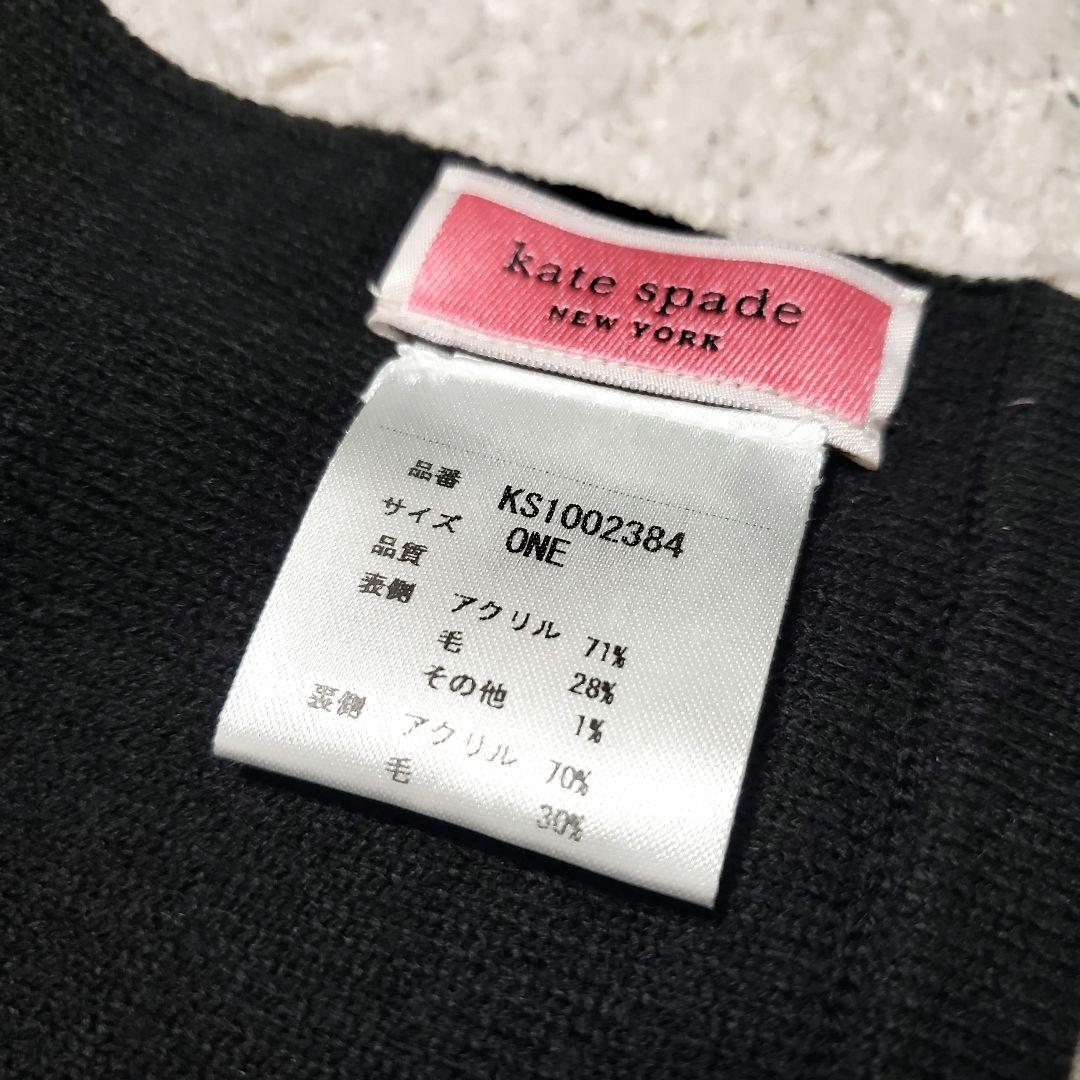 kate spade
NEW YORK
品番 KS1002384
サイズ ONE
品質
表側 アクリル 71%
毛 28%
その他 1%
裏側 アクリル 70%
毛 30%